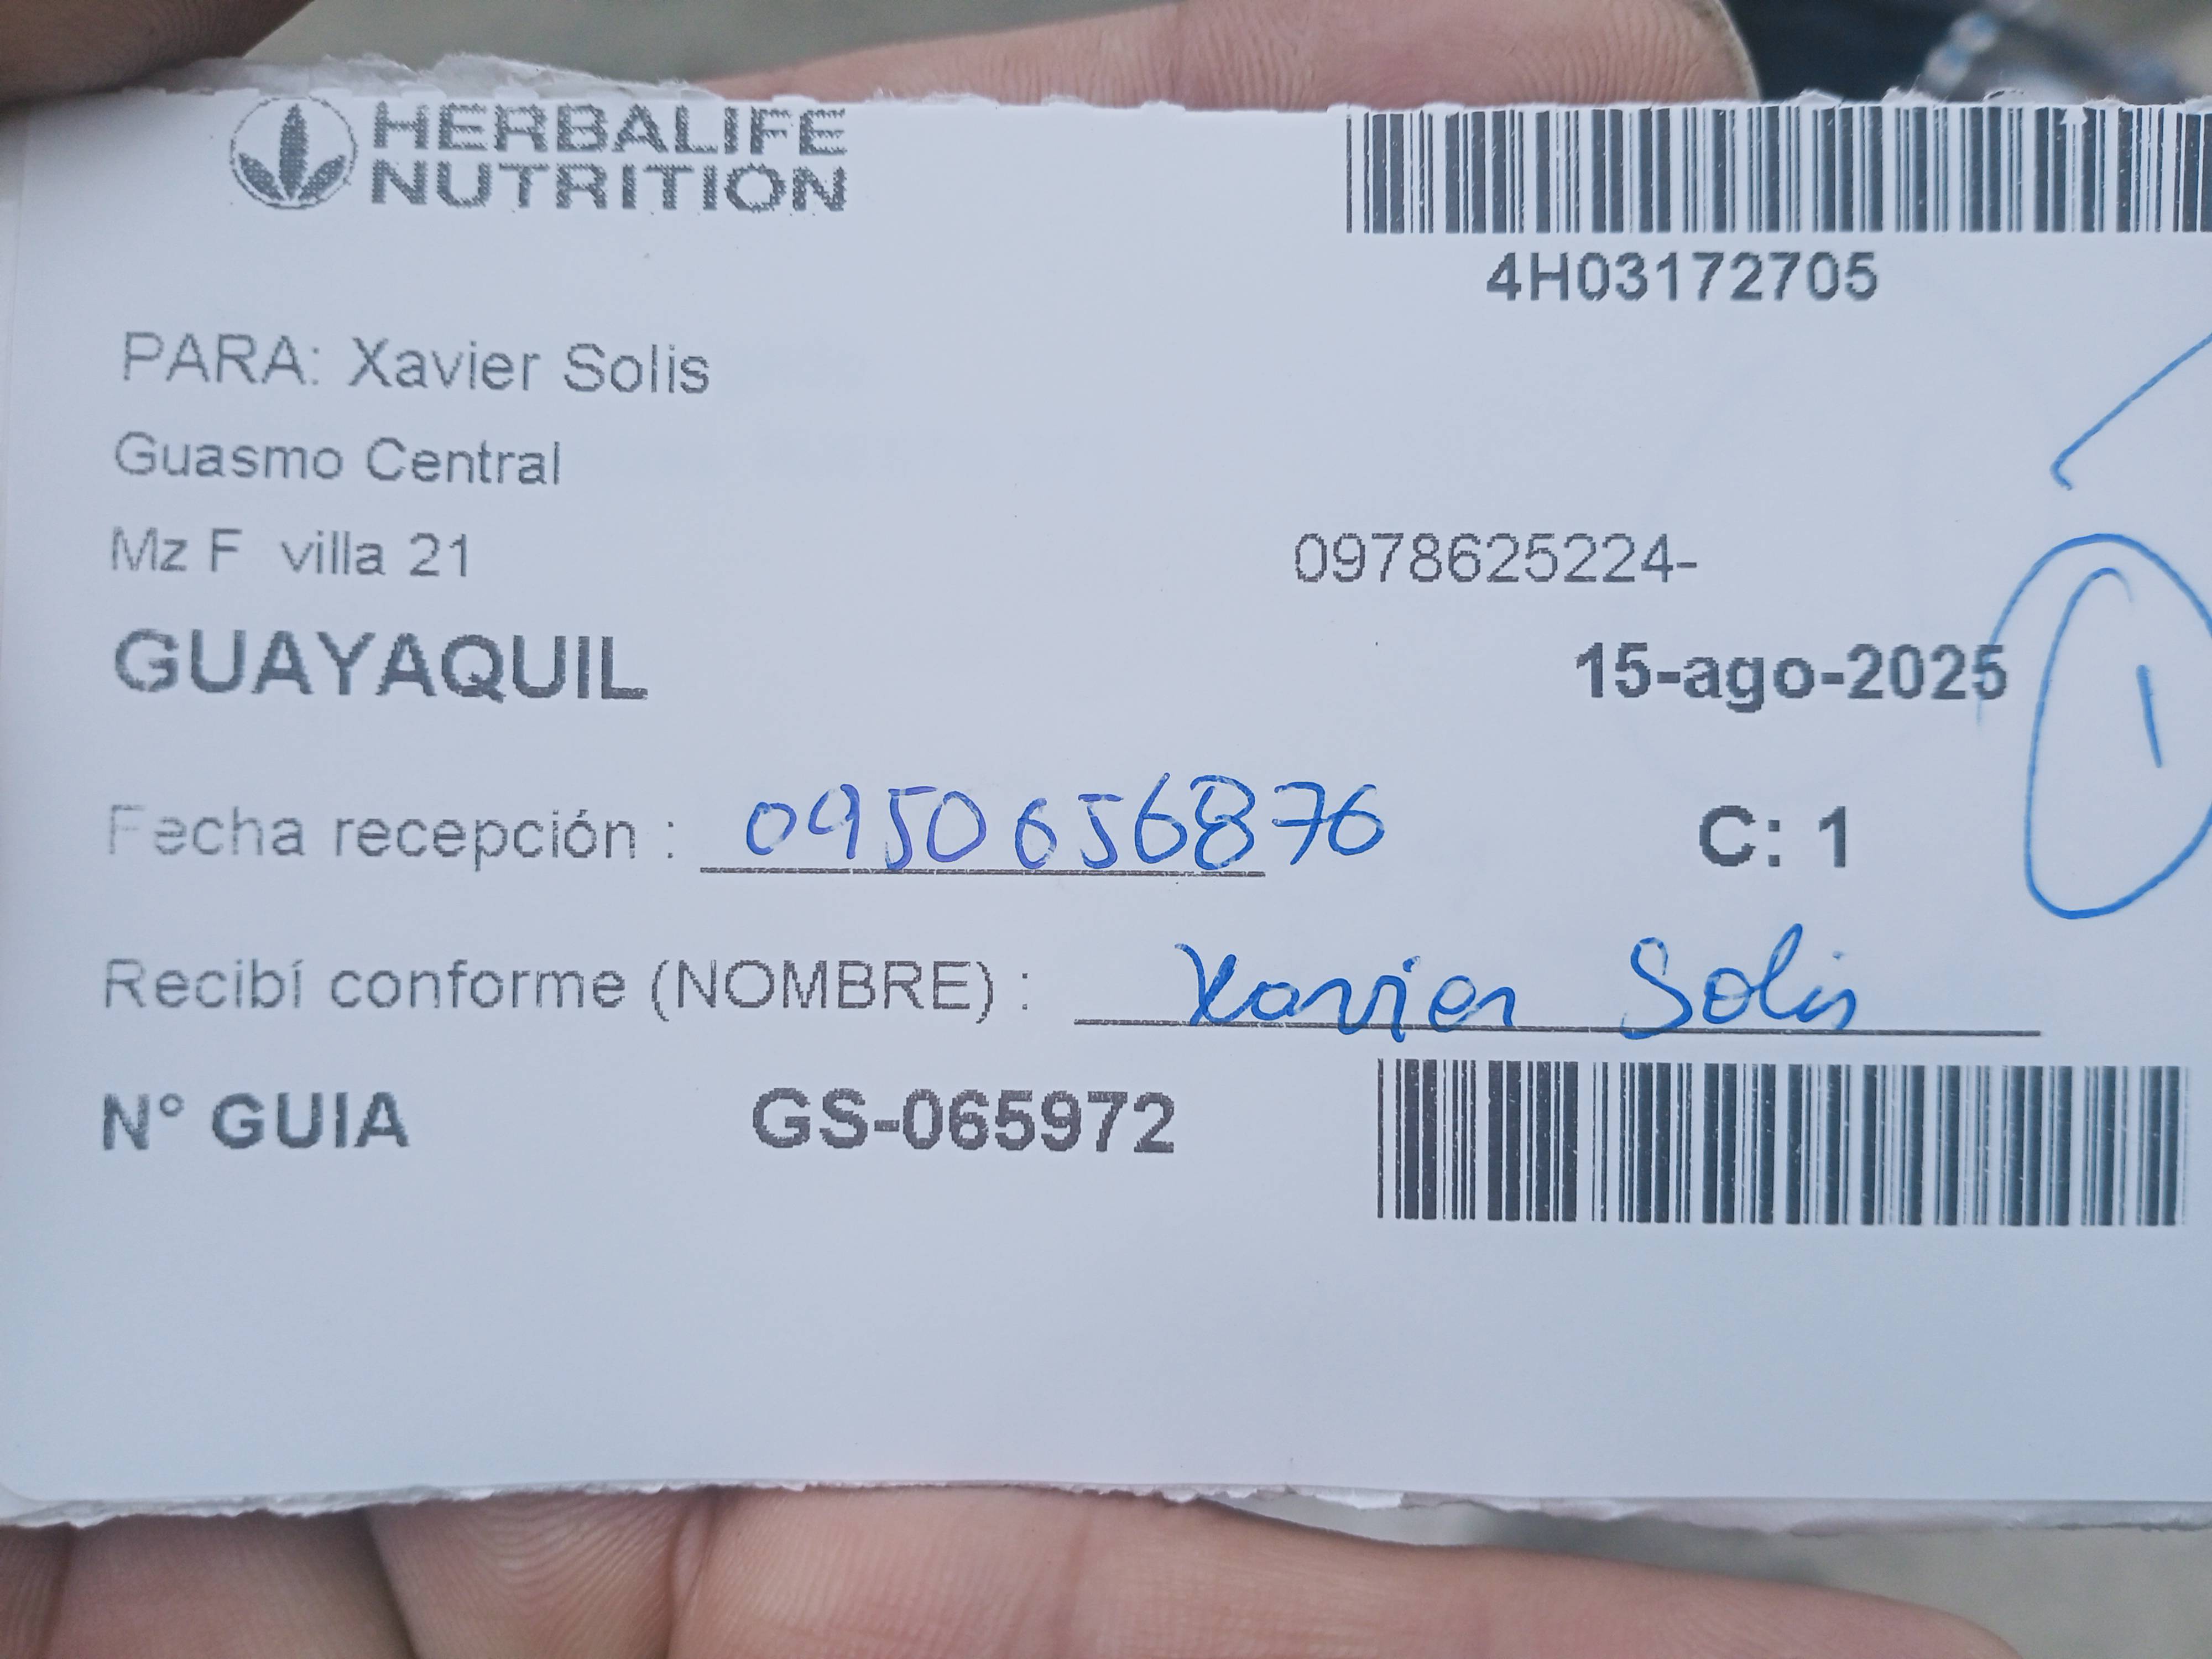 HERBALIFE
NUTRITION
4H03172705
PARA: Xavier Solis
Guasmo Central
Mz F villa 21
0978625224-
GUAYAQUIL
15-ago-2025
1
Fecha recepción : 0950656876
C: 1
Recibí conforme (NOMBRE) : Xavier Solis
N° GUIA GS-065972